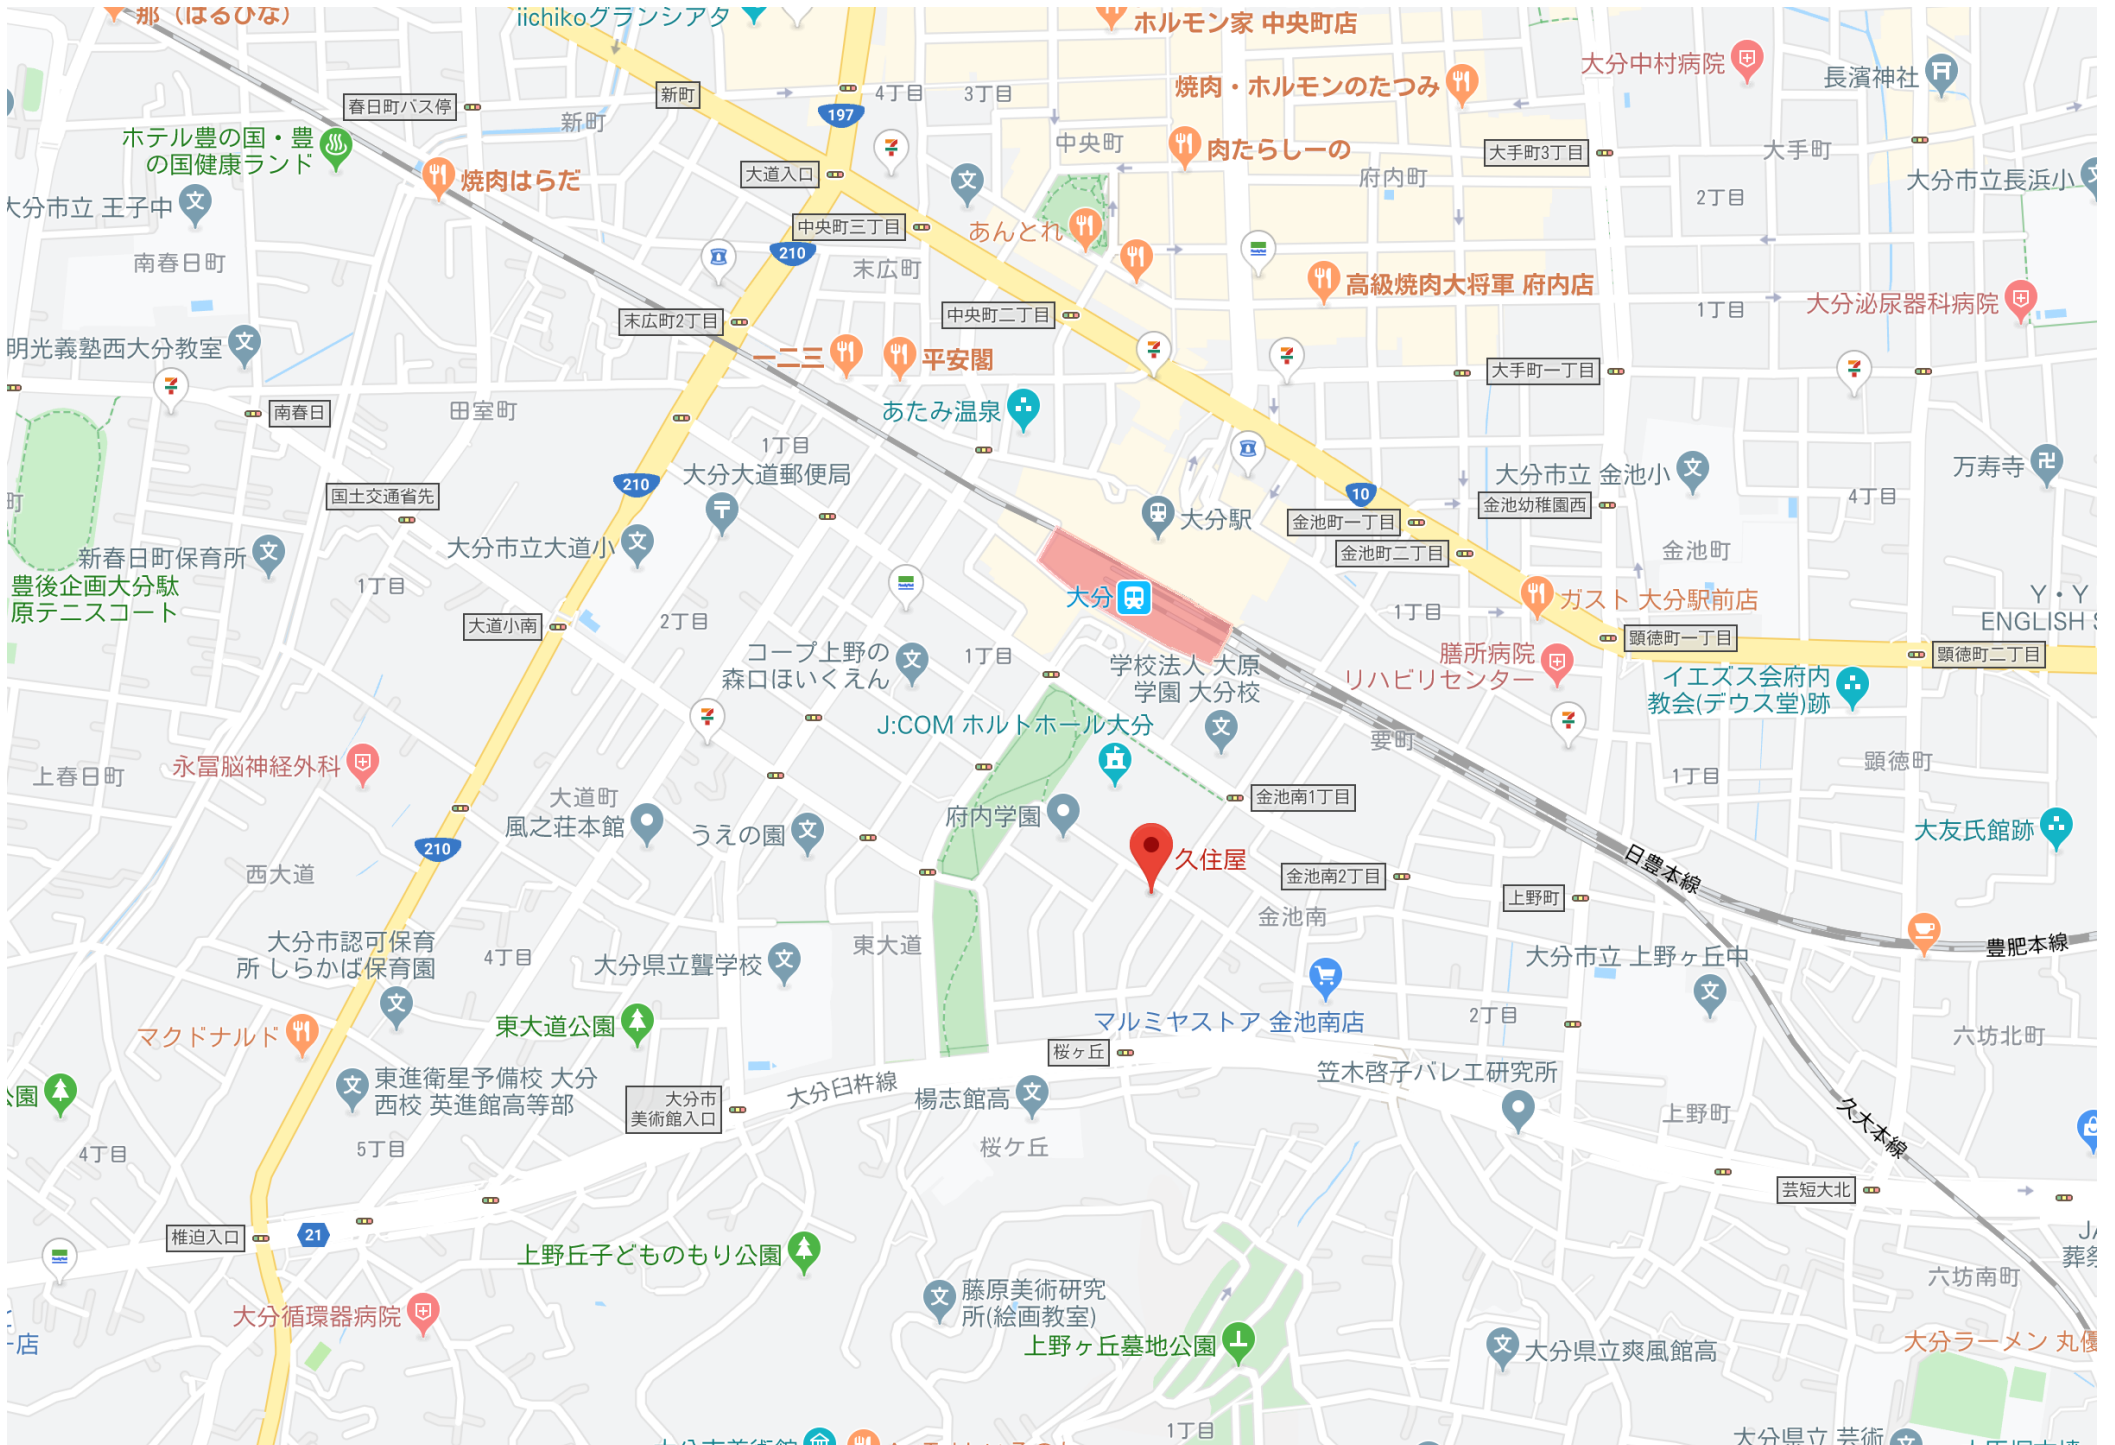 那（はるひな）
iichikoグランシアタ
ホルモン家 中央町店
大分中村病院
長濱神社
焼肉・ホルモンのたつみ
春日町バス停
新町
4丁目
3丁目
197
新町
中央町
肉たらしーの
大手町3丁目
大手町
ホテル豊の国・豊
の国健康ランド
焼肉はらだ
大道入口
府内町
2丁目
大分市立長浜小
大分市立 王子中
中央町三丁目
あんとれ
210
末広町
南春日町
高級焼肉大将軍 府内店
1丁目
大分泌尿器科病院
末広町2丁目
中央町二丁目
明光義塾西大分教室
一二三
平安閣
大手町一丁目
南春日
田室町
あたみ温泉
1丁目
大分大道郵便局
210
国土交通省先
大分市立 金池小
万寿寺
4丁目
10
金池幼稚園西
町
大分駅
金池町一丁目
金池町二丁目
金池町
大分市立大道小
新春日町保育所
1丁目
豊後企画大分駄
原テニスコート
大分
ガスト 大分駅前店
Y・Y
ENGLISH S
1丁目
大道小南
2丁目
顕徳町一丁目
顕徳町二丁目
コープ上野の
森口ほいくえん
1丁目
学校法人 大原
学園 大分校
膳所病院
リハビリセンター
イエズス会府内
教会(デウス堂)跡
J:COM ホルトホール大分
要町
上春日町
永冨脳神経外科
1丁目
顕徳町
大道町
風之荘本館
うえの園
府内学園
金池南1丁目
大友氏館跡
210
久住屋
日豊本線
西大道
金池南2丁目
上野町
金池南
豊肥本線
大分市認可保育
所 しらかば保育園
4丁目
大分県立聾学校
東大道
大分市立 上野ヶ丘中
マクドナルド
東大道公園
マルミヤストア 金池南店
2丁目
六坊北町
桜ヶ丘
公園
東進衛星予備校 大分
西校 英進館高等部
大分市
美術館入口
大分臼杵線
楊志館高
笠木啓子バレエ研究所
上野町
久大本線
4丁目
5丁目
桜ケ丘
芸短大北
椎迫入口
21
上野丘子どものもり公園
JA
葬祭
六坊南町
藤原美術研究
所(絵画教室)
大分循環器病院
店
上野ヶ丘墓地公園
大分県立爽風館高
大分ラーメン 丸優
1丁目
大分市美術館
大分県立 芸術